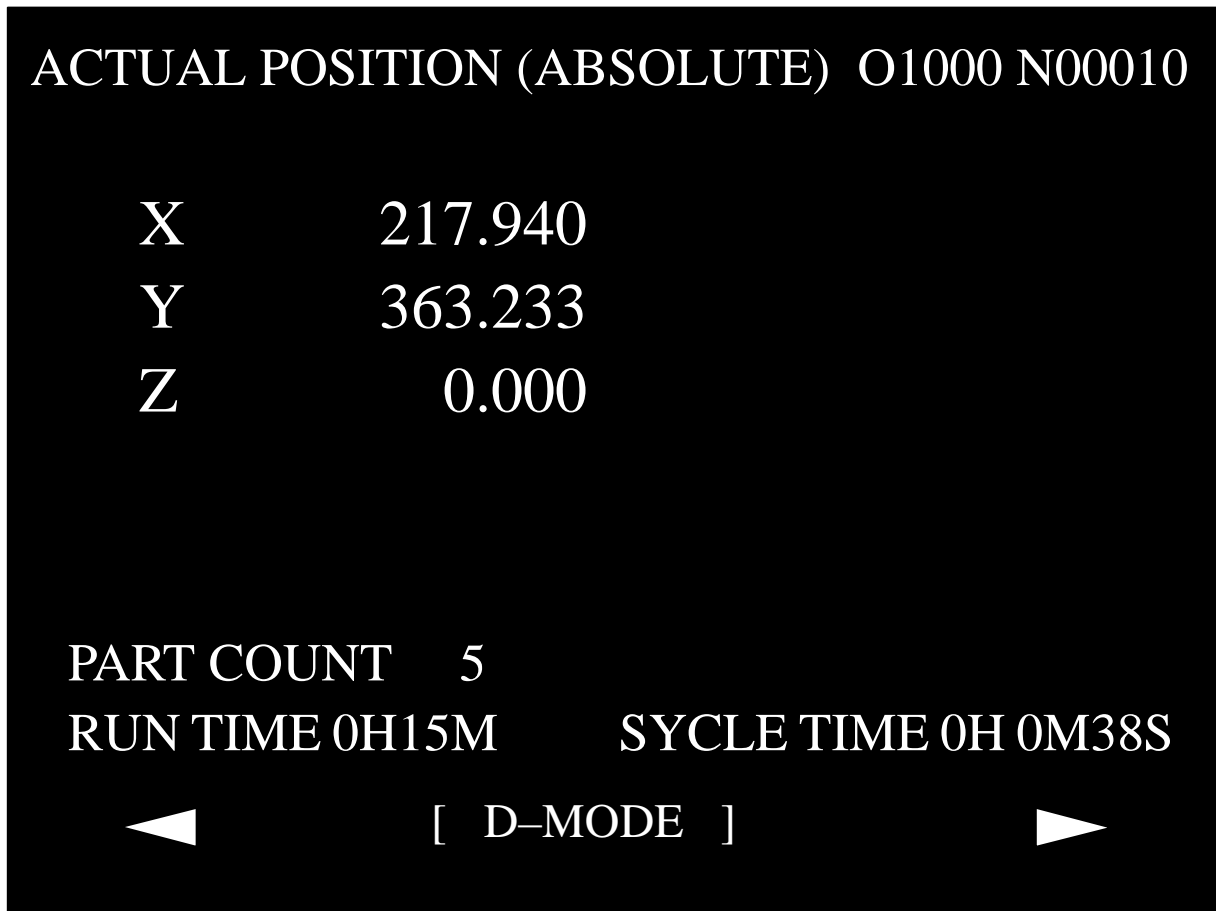 ACTUAL POSITION (ABSOLUTE) O1000 N00010
X 217.940
Y 363.233
Z 0.000
PART COUNT 5
RUN TIME 0H15M SYCLE TIME 0H 0M38S
[ D–MODE ]